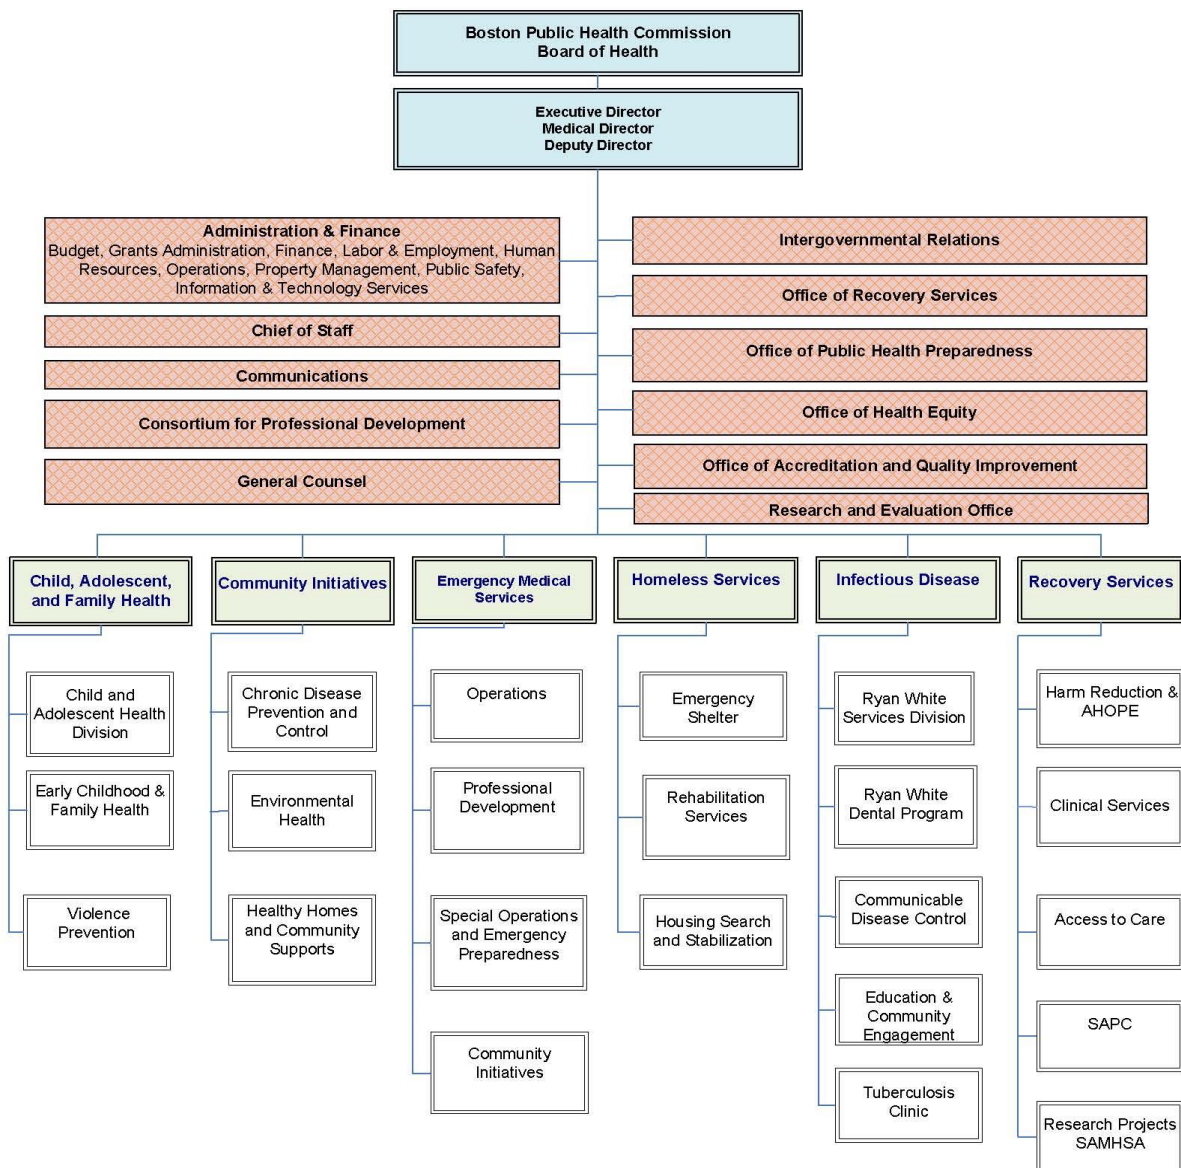 Boston Public Health Commission
Board of Health
Executive Director
Medical Director
Deputy Director
Administration & Finance
Budget, Grants Administration, Finance, Labor & Employment, Human
Resources, Operations, Property Management, Public Safety,
Information & Technology Services
Chief of Staff
Communications
Consortium for Professional Development
General Counsel
Intergovernmental Relations
Office of Recovery Services
Office of Public Health Preparedness
Office of Health Equity
Office of Accreditation and Quality Improvement
Research and Evaluation Office
Child, Adolescent,
and Family Health
Child and
Adolescent Health
Division
Early Childhood &
Family Health
Violence
Prevention
Community Initiatives
Chronic Disease
Prevention and
Control
Environmental
Health
Healthy Homes
and Community
Supports
Emergency Medical
Services
Operations
Professional
Development
Special Operations
and Emergency
Preparedness
Community
Initiatives
Homeless Services
Emergency
Shelter
Rehabilitation
Services
Housing Search
and Stabilization
Infectious Disease
Ryan White
Services Division
Ryan White
Dental Program
Communicable
Disease Control
Education &
Community
Engagement
Tuberculosis
Clinic
Recovery Services
Harm Reduction &
AHOPE
Clinical Services
Access to Care
SAPC
Research Projects
SAMHSA